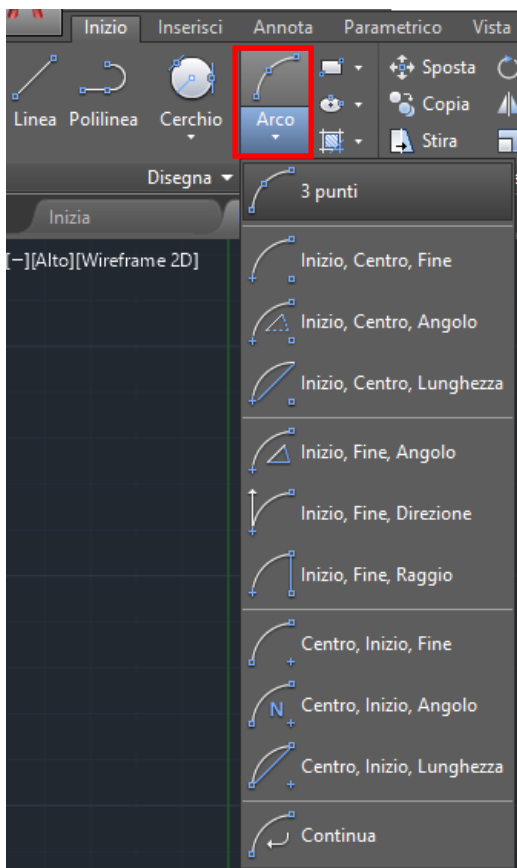 Inizio Inserisci Annota Parametrico Vista
Linea Polilinea Cerchio Arco
Sposta
Copia
Stira
Disegna
Inizia
[−][Alto][Wireframe 2D]
3 punti
Inizio, Centro, Fine
Inizio, Centro, Angolo
Inizio, Centro, Lunghezza
Inizio, Fine, Angolo
Inizio, Fine, Direzione
Inizio, Fine, Raggio
Centro, Inizio, Fine
N
Centro, Inizio, Angolo
Centro, Inizio, Lunghezza
Continua